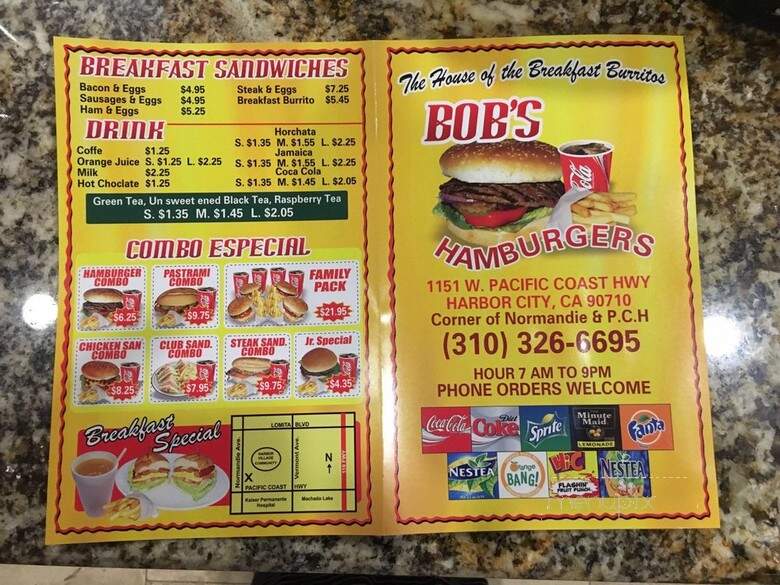 BREAKFAST SANDWICHES
Bacon & Eggs $4.95
Sausages & Eggs $4.95
Ham & Eggs $5.25
Steak & Eggs $7.25
Breakfast Burrito $5.45
DRINK
Coffe $1.25
Orange Juice S. $1.25 L. $2.25
Milk $2.25
Hot Choclate $1.25
Horchata
S. $1.35 M. $1.55 L. $2.25
Jamaica
S. $1.35 M. $1.55 L. $2.25
Coca Cola
S. $1.35 M. $1.45 L. $2.05
Green Tea, Un sweet ened Black Tea, Raspberry Tea
S. $1.35 M. $1.45 L. $2.05
COMBO ESPECIAL
HAMBURGER
COMBO
$6.25
PASTRAMI
COMBO
$9.75
FAMILY
PACK
$21.95
CHICKEN SAN
COMBO
$8.25
CLUB SAND.
COMBO
$7.95
STEAK SAND.
COMBO
$9.75
Jr. Special
$4.35
Breakfast
Special
LOMITA BLVD
Normandie Ave.
HARBOR
VILLAGE
COMMUNITY
Vermont Ave.
N
110 FWY
X
PACIFIC COAST HWY
Kaiser Permanente
Hospital
Machado Lake
The House of the Breakfast Burritos
BOB'S
Cola
HAMBURGERS
1151 W. PACIFIC COAST HWY
HARBOR CITY, CA 90710
Corner of Normandie & P.C.H
(310) 326-6695
HOUR 7 AM TO 9PM
PHONE ORDERS WELCOME
Coca-Cola
Diet
Coke
Sprite
Minute
Maid
LEMONADE
Fanta
NESTEA
Orange
BANG!
HiC
FLASHIN'
FRUIT PUNCH
NESTEA